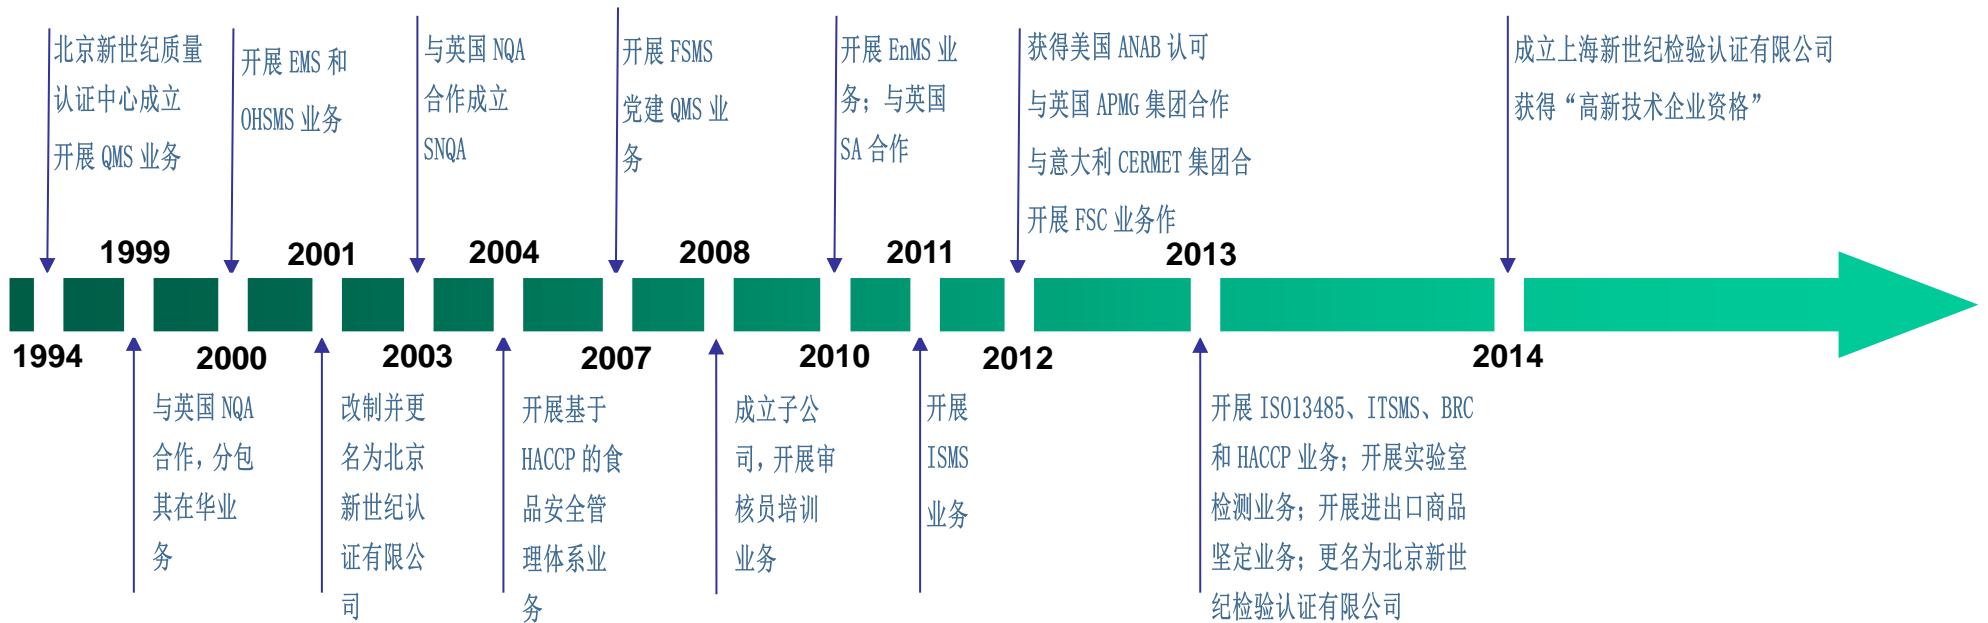 北京新世纪质量
认证中心成立
开展 QMS 业务
开展 EMS 和
OHSMS 业务
与英国 NQA
合作成立
SNQA
开展 FSMS
党建 QMS 业
务
开展 EnMS 业
务；与英国
SA 合作
获得美国 ANAB 认可
与英国 APMG 集团合作
与意大利 CERMET 集团合
开展 FSC 业务作
成立上海新世纪检验认证有限公司
获得“高新技术企业资格”
1999
2001
2004
2008
2011
2013
1994
2000
2003
2007
2010
2012
2014
与英国 NQA
合作，分包
其在华业
务
改制并更
名为北京
新世纪认
证有限公
司
开展基于
HACCP 的食
品安全管
理体系业
务
成立子公
司，开展审
核员培训
业务
开展
ISMS
业务
开展 ISO13485、ITSMS、BRC
和 HACCP 业务；开展实验室
检测业务；开展进出口商品
坚定业务；更名为北京新世
纪检验认证有限公司